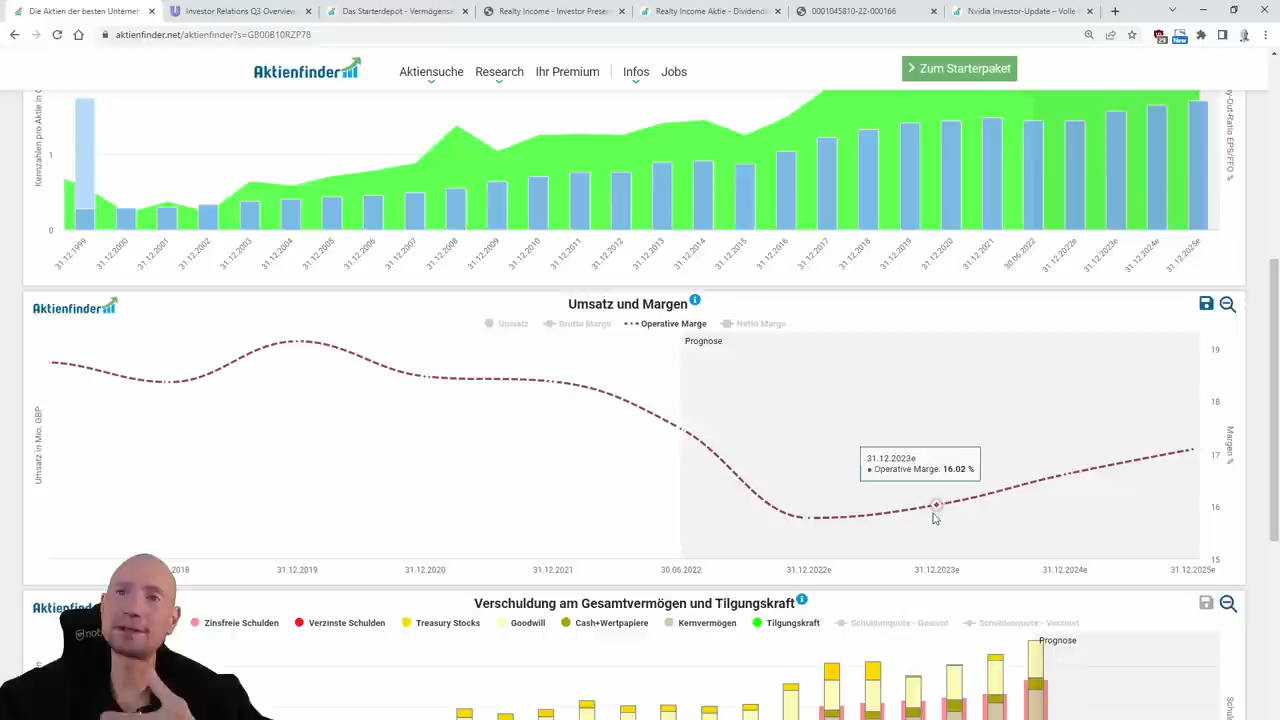 Die Aktien der besten Unterneh
Investor Relations Q3 Overview
Das Starterdepot - Vermögense
Realty Income - Investor Presen
Realty Income Aktie - Dividend
0001045810-22-000166
Nvidia Investor-Update – Volle
aktienfinder.net/aktienfinder?s=GB00B10RZP78
New
Aktienfinder
Aktiensuche
Research
Ihr Premium
Infos
Jobs
Zum Starterpaket
Kennzahlen pro Aktie in
y-Out-Ratio EPS/FFO %
1
0
31.12.1999
31.12.2000
31.12.2001
31.12.2002
31.12.2003
31.12.2004
31.12.2005
31.12.2006
31.12.2007
31.12.2008
31.12.2009
31.12.2010
31.12.2011
31.12.2012
31.12.2013
31.12.2014
31.12.2015
31.12.2016
31.12.2017
31.12.2018
31.12.2019
31.12.2020
31.12.2021
30.06.2022
31.12.2022e
31.12.2023e
31.12.2024e
31.12.2025e
Aktienfinder
Umsatz und Margen
Umsatz
Brutto Marge
Operative Marge
Netto Marge
Prognose
Umsatz in Mio. GBP
Margen %
19
18
17
16
15
31.12.2023e
Operative Marge: 16.02 %
2018
31.12.2019
31.12.2020
31.12.2021
30.06.2022
31.12.2022e
31.12.2023e
31.12.2024e
31.12.2025e
Aktienfind
Verschuldung am Gesamtvermögen und Tilgungskraft
Zinsfreie Schulden
Verzinste Schulden
Treasury Stocks
Goodwill
Cash+Wertpapiere
Kernvermögen
Tilgungskraft
Schuldenquote - Gesamt
Schuldenquote - Verzinst
Prognose
Schul